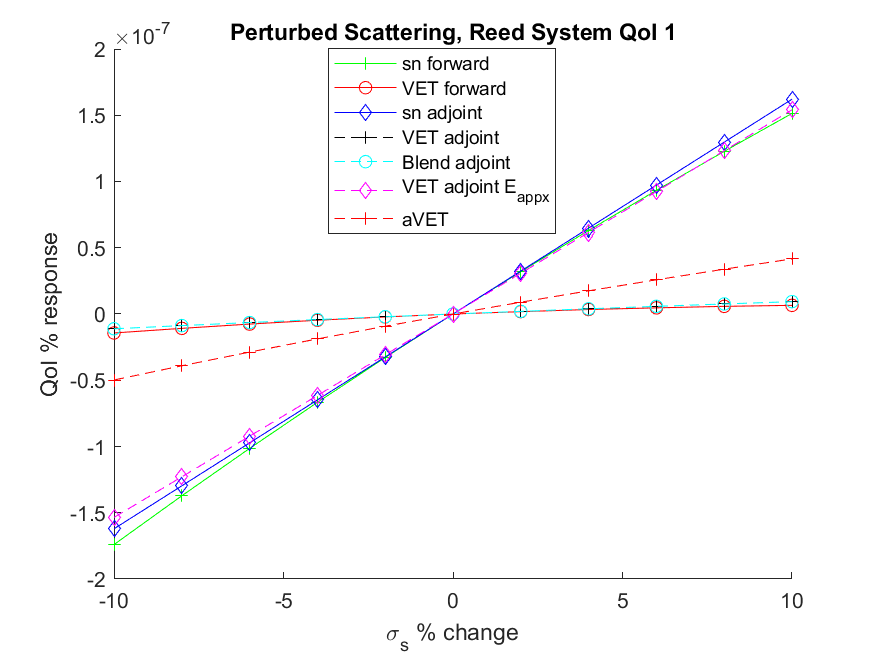 Perturbed Scattering, Reed System QoI 1
×10⁻⁷
sn forward
VET forward
sn adjoint
VET adjoint
Blend adjoint
VET adjoint E_appx
aVET
2
1.5
1
0.5
0
-0.5
-1
-1.5
-2
QoI % response
-10 -5 0 5 10
σ_s % change